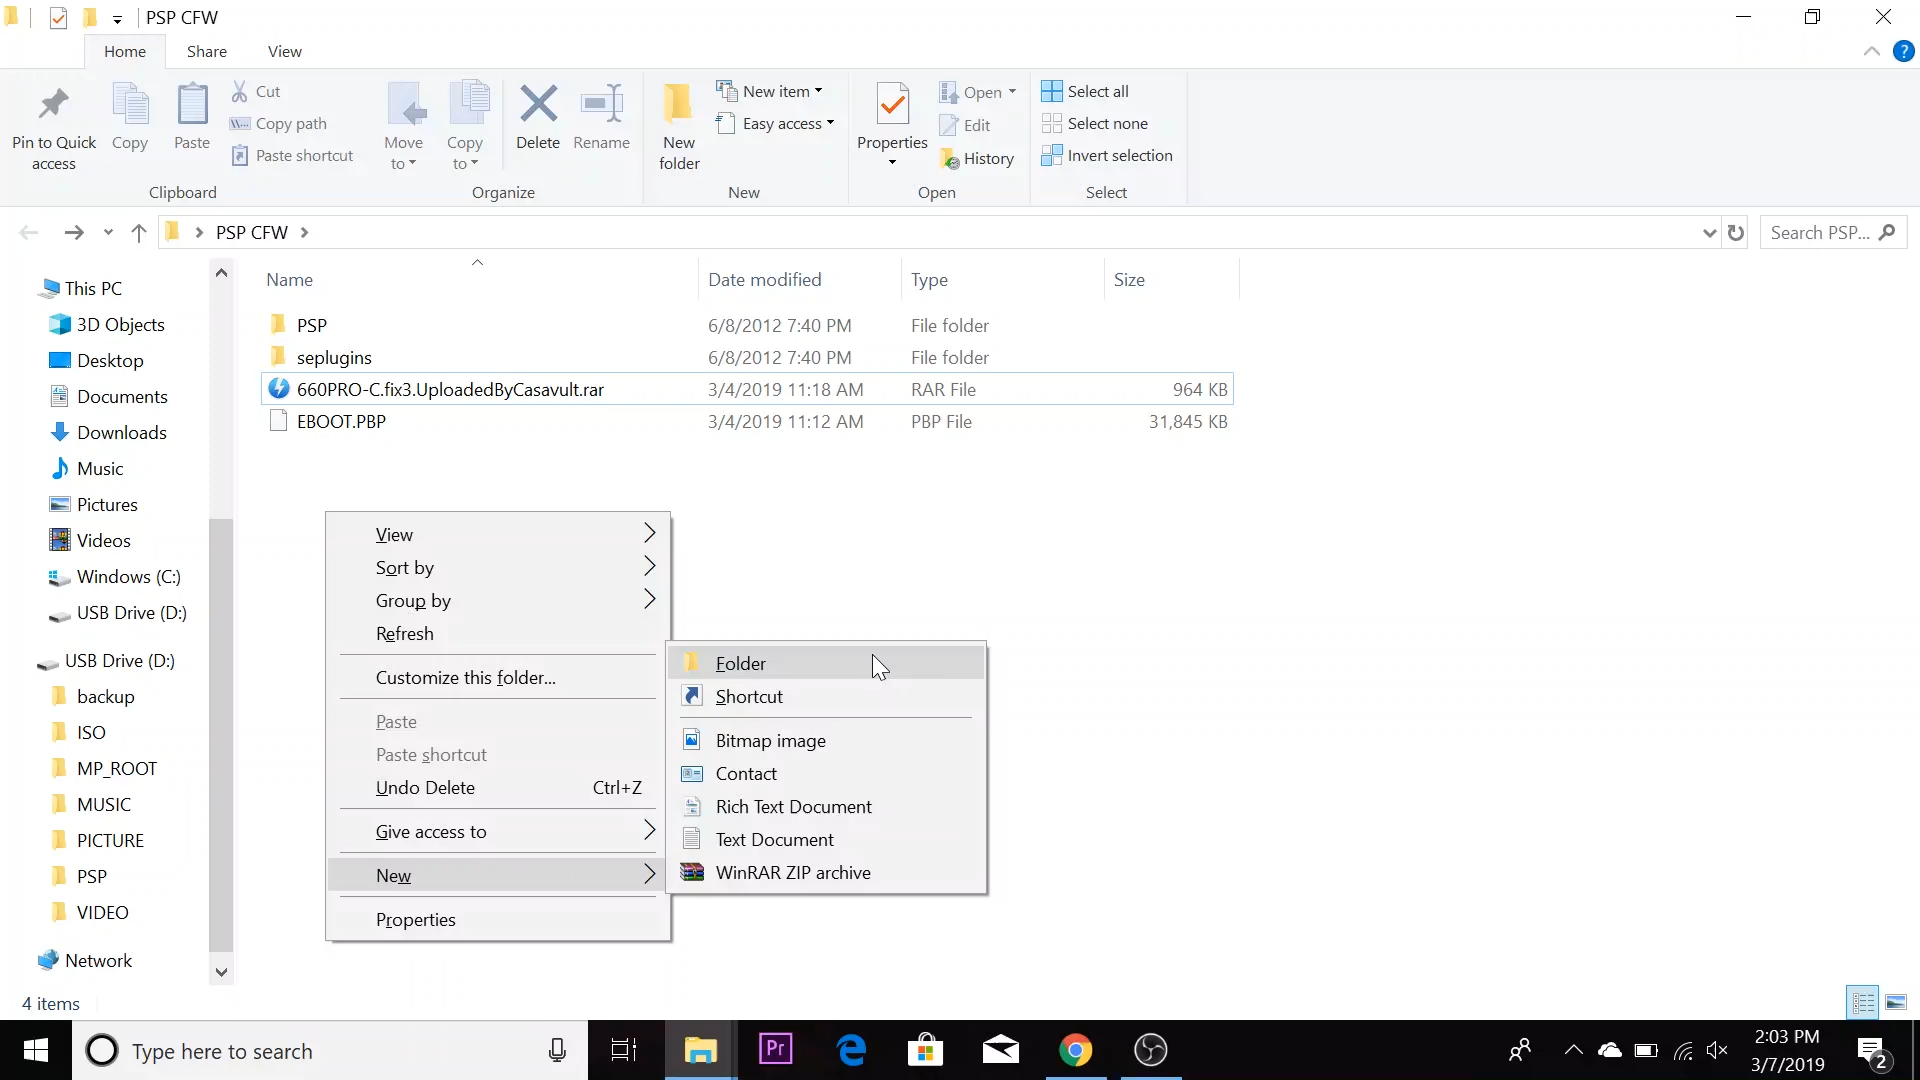 PSP CFW
Home Share View
Pin to Quick access
Copy
Paste
Cut
Copy path
Paste shortcut
Clipboard
Move to
Copy to
Delete
Rename
Organize
New folder
New item
Easy access
New
Properties
Open
Edit
History
Open
Select all
Select none
Invert selection
Select
PSP CFW
Search PSP...
This PC
3D Objects
Desktop
Documents
Downloads
Music
Pictures
Videos
Windows (C:)
USB Drive (D:)
USB Drive (D:)
backup
ISO
MP_ROOT
MUSIC
PICTURE
PSP
VIDEO
Network
Name Date modified Type Size
PSP 6/8/2012 7:40 PM File folder
seplugins 6/8/2012 7:40 PM File folder
660PRO-C.fix3.UploadedByCasavult.rar 3/4/2019 11:18 AM RAR File 964 KB
EBOOT.PBP 3/4/2019 11:12 AM PBP File 31,845 KB
View
Sort by
Group by
Refresh
Customize this folder...
Paste
Paste shortcut
Undo Delete Ctrl+Z
Give access to
New
Properties
Folder
Shortcut
Bitmap image
Contact
Rich Text Document
Text Document
WinRAR ZIP archive
4 items
Type here to search
Pr
2:03 PM
3/7/2019
2